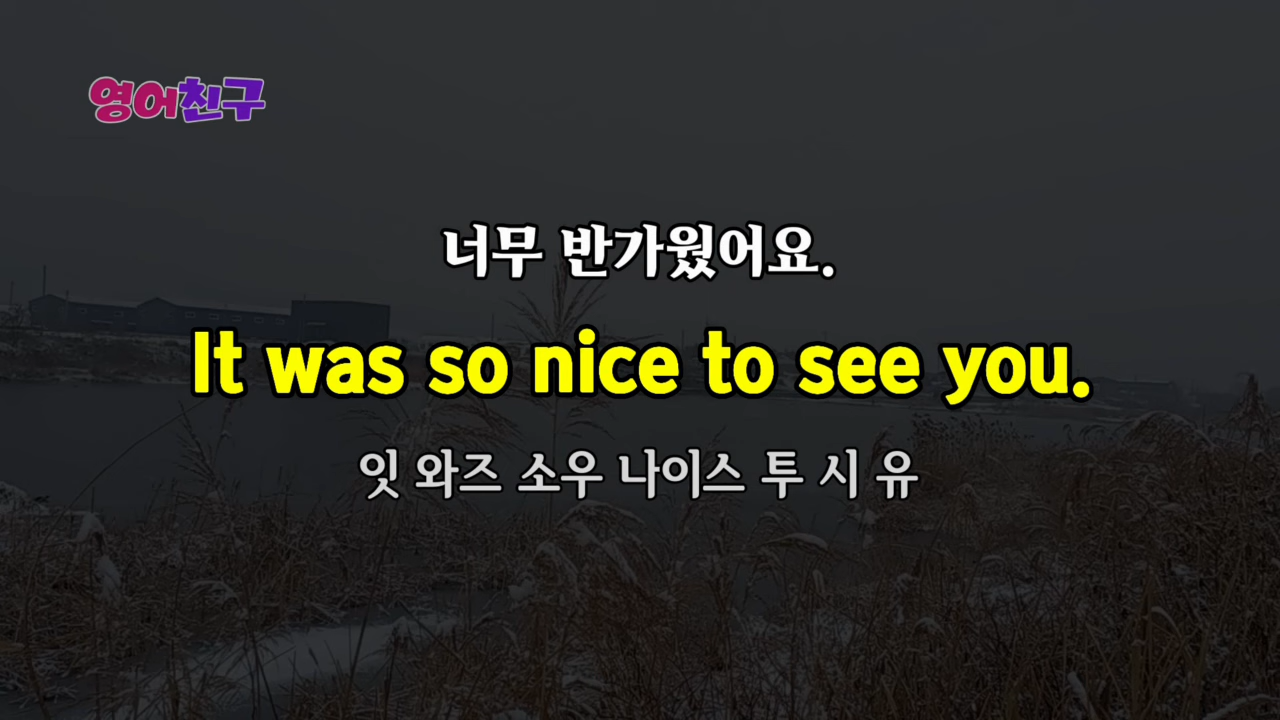 영어친구
너무 반가웠어요.
It was so nice to see you.
잇 와즈 소우 나이스 투 시 유